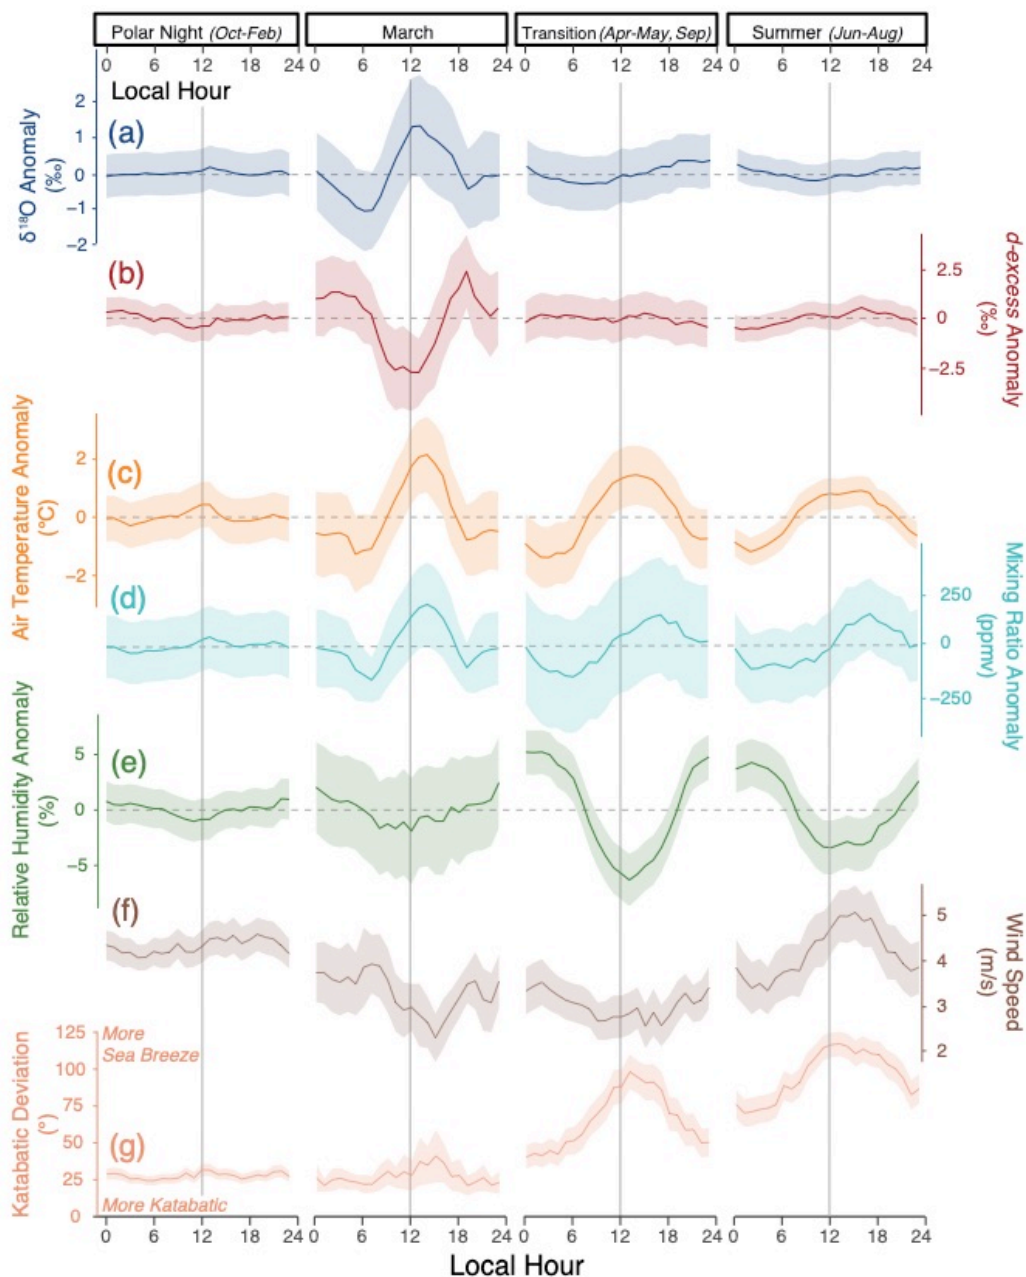 Polar Night (Oct-Feb) March Transition (Apr-May, Sep) Summer (Jun-Aug)
0 6 12 18 24 0 6 12 18 24 0 6 12 18 24 0 6 12 18 24
Local Hour
(a)
δ¹⁸O Anomaly
(‰)
2
1
0
−1
−2
(b)
d-excess Anomaly
(‰)
2.5
0
−2.5
(c)
Air Temperature Anomaly
(°C)
2
0
−2
(d)
Mixing Ratio Anomaly
(ppmv)
250
0
−250
(e)
Relative Humidity Anomaly
(%)
5
0
−5
(f)
Wind Speed
(m/s)
5
4
3
2
(g)
Katabatic Deviation
(°)
125
100
75
50
25
0
More
Sea Breeze
More Katabatic
0 6 12 18 24 0 6 12 18 24 0 6 12 18 24 0 6 12 18 24
Local Hour